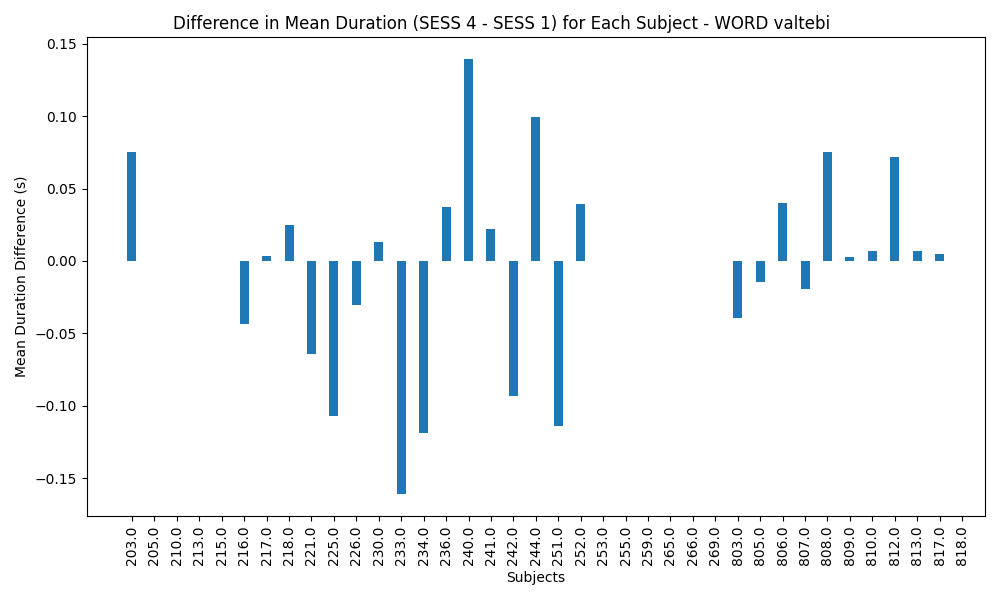 Difference in Mean Duration (SESS 4 - SESS 1) for Each Subject - WORD valtebi
0.15
0.10
0.05
0.00
−0.05
−0.10
−0.15
Mean Duration Difference (s)
203.0 205.0 210.0 213.0 215.0 216.0 217.0 218.0 221.0 225.0 226.0 230.0 233.0 234.0 236.0 240.0 241.0 242.0 244.0 251.0 252.0 253.0 255.0 259.0 265.0 266.0 269.0 803.0 805.0 806.0 807.0 808.0 809.0 810.0 812.0 813.0 817.0 818.0
Subjects